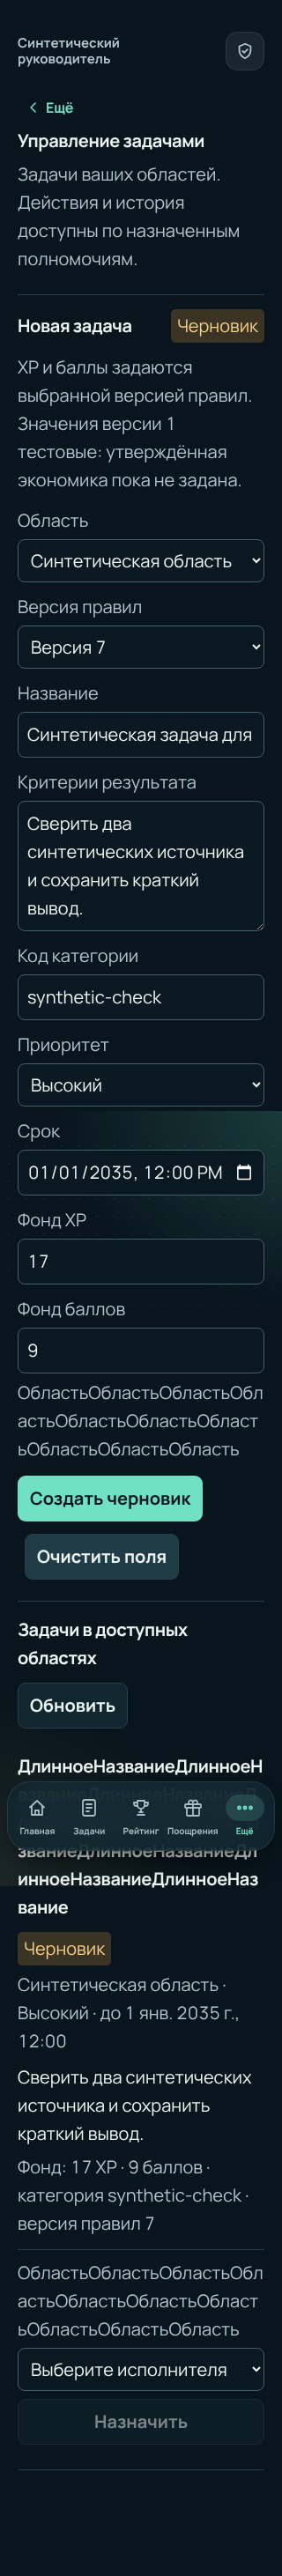 Синтетический
руководитель
Ещё
Управление задачами
Задачи ваших областей.
Действия и история
доступны по назначенным
полномочиям.
Новая задача
Черновик
XP и баллы задаются
выбранной версией правил.
Значения версии 1
тестовые: утверждённая
экономика пока не задана.
Область
Синтетическая область
Версия правил
Версия 7
Название
Синтетическая задача для
Критерии результата
Сверить два
синтетических источника
и сохранить краткий
вывод.
Код категории
synthetic-check
Приоритет
Высокий
Срок
01/01/2035, 12:00 PM
Фонд XP
17
Фонд баллов
9
ОбластьОбластьОбластьОбл
астьОбластьОбластьОбласт
ьОбластьОбластьОбласть
Создать черновик
Очистить поля
Задачи в доступных
областях
Обновить
ДлинноеНазваниеДлинноеН
Главная
Задачи
Рейтинг
Поощрения
Ещё
званиеДлинноеНазваниеДл
инноеНазваниеДлинноеНаз
вание
Черновик
Синтетическая область ·
Высокий · до 1 янв. 2035 г.,
12:00
Сверить два синтетических
источника и сохранить
краткий вывод.
Фонд: 17 XP · 9 баллов ·
категория synthetic-check ·
версия правил 7
ОбластьОбластьОбластьОбл
астьОбластьОбластьОбласт
ьОбластьОбластьОбласть
Выберите исполнителя
Назначить